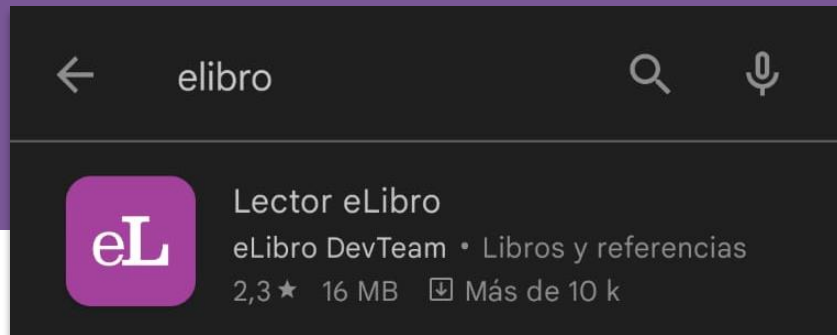 elibro
Lector eLibro
eL
eLibro DevTeam • Libros y referencias
2,3★ 16 MB Más de 10 k